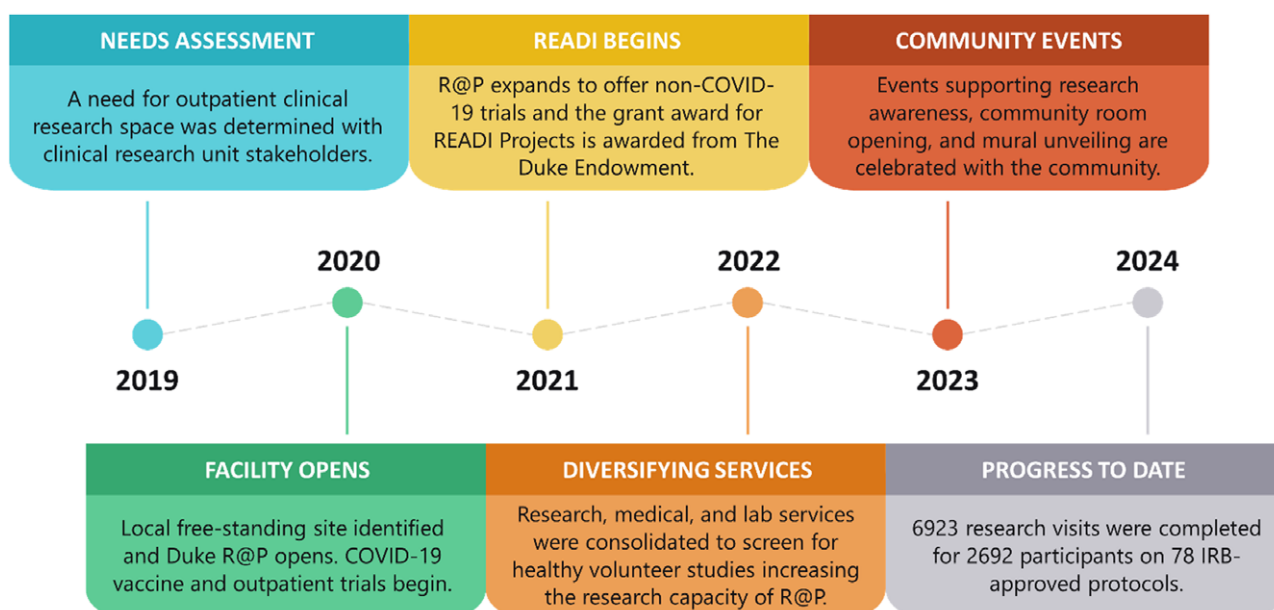 NEEDS ASSESSMENT
A need for outpatient clinical
research space was determined with
clinical research unit stakeholders.
READI BEGINS
R@P expands to offer non-COVID-
19 trials and the grant award for
READI Projects is awarded from The
Duke Endowment.
COMMUNITY EVENTS
Events supporting research
awareness, community room
opening, and mural unveiling are
celebrated with the community.
2020
2022
2024
2019
2021
2023
FACILITY OPENS
Local free-standing site identified
and Duke R@P opens. COVID-19
vaccine and outpatient trials begin.
DIVERSIFYING SERVICES
Research, medical, and lab services
were consolidated to screen for
healthy volunteer studies increasing
the research capacity of R@P.
PROGRESS TO DATE
6923 research visits were completed
for 2692 participants on 78 IRB-
approved protocols.